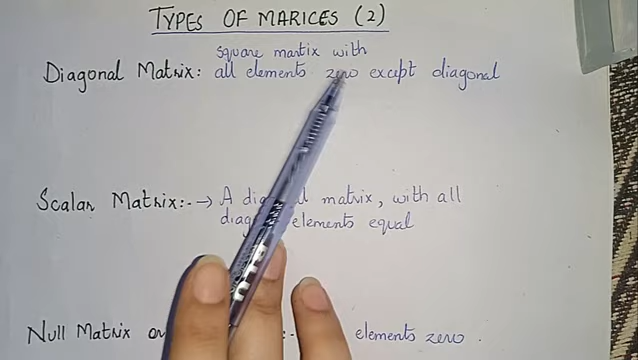 TYPES OF MARICES (2)
square martix with
Diagonal Matrix: all elements zero except diagonal
Scalar Matrix:- → A matrix, with all
elements equal
Null Matrix or :- elements zero.